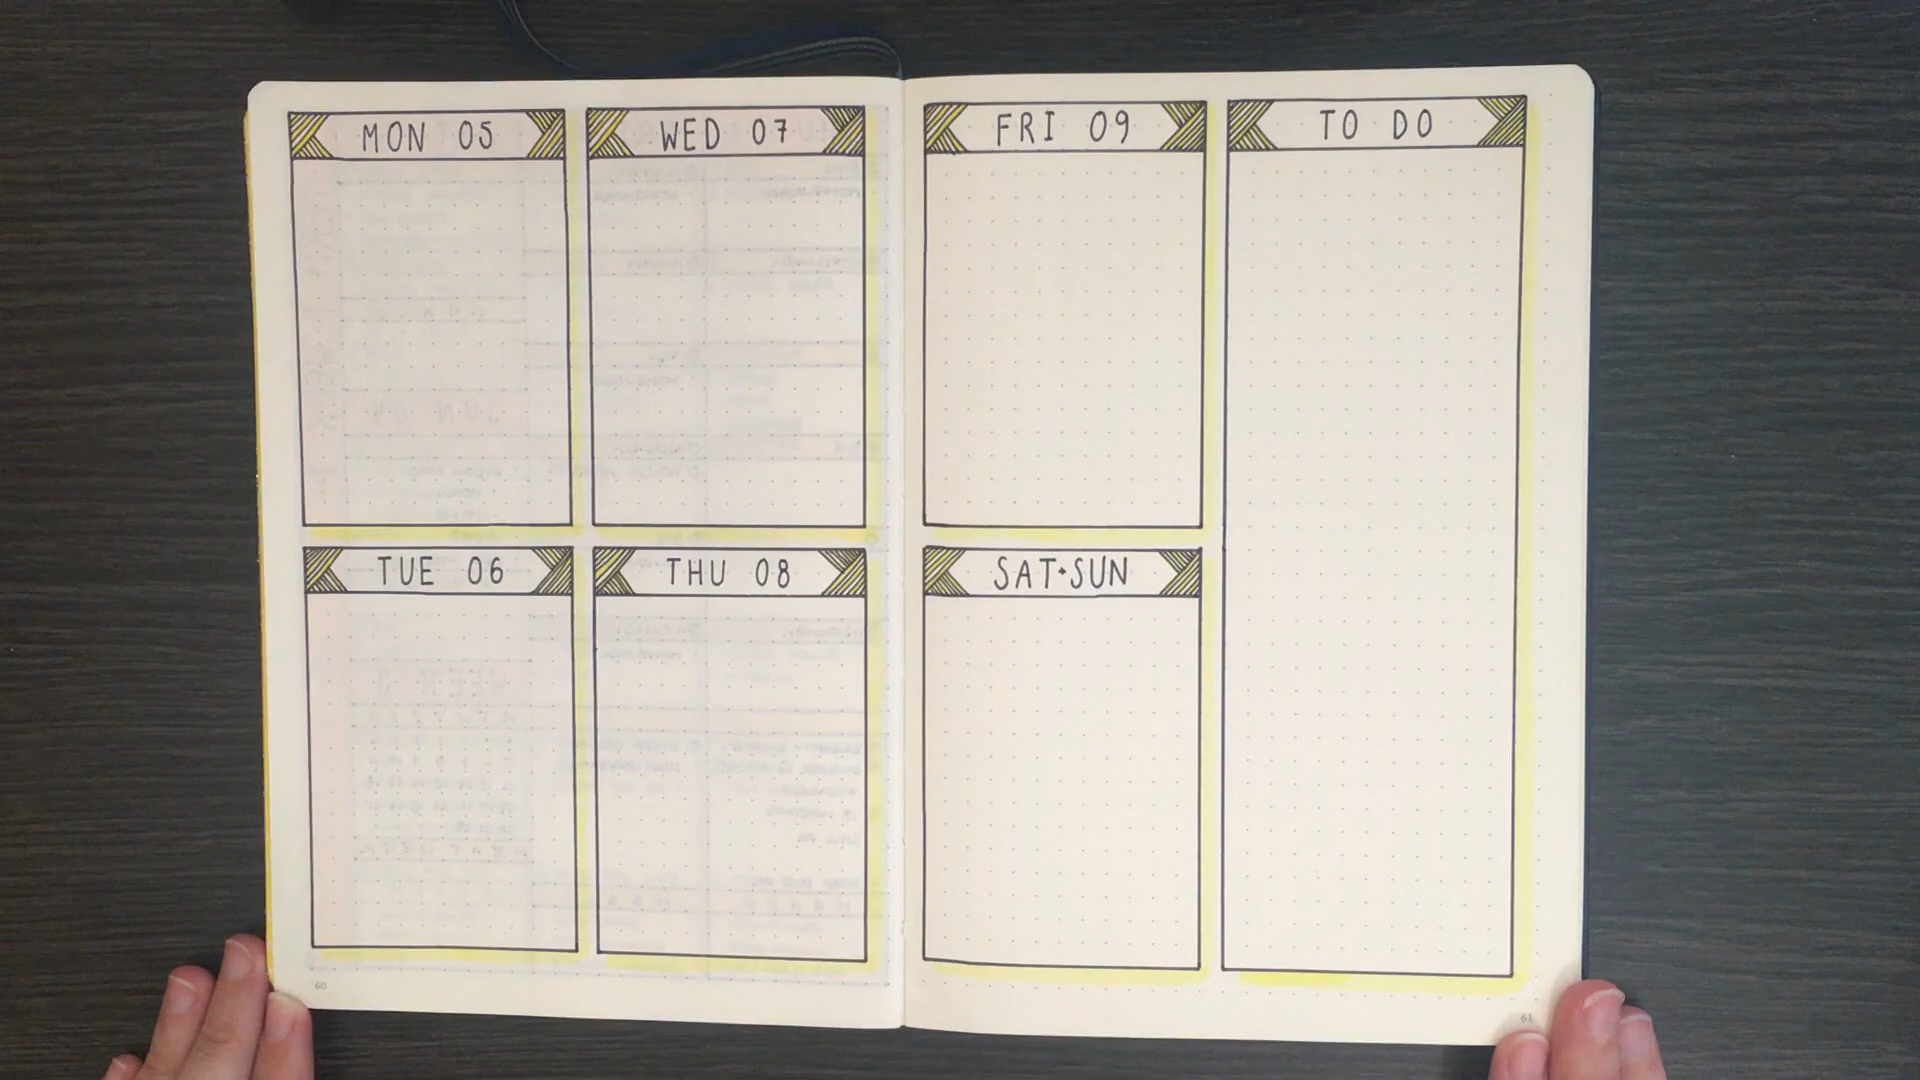 MON 05
TUE 06
WED 07
THU 08
FRI 09
SAT+SUN
TO DO
60
61